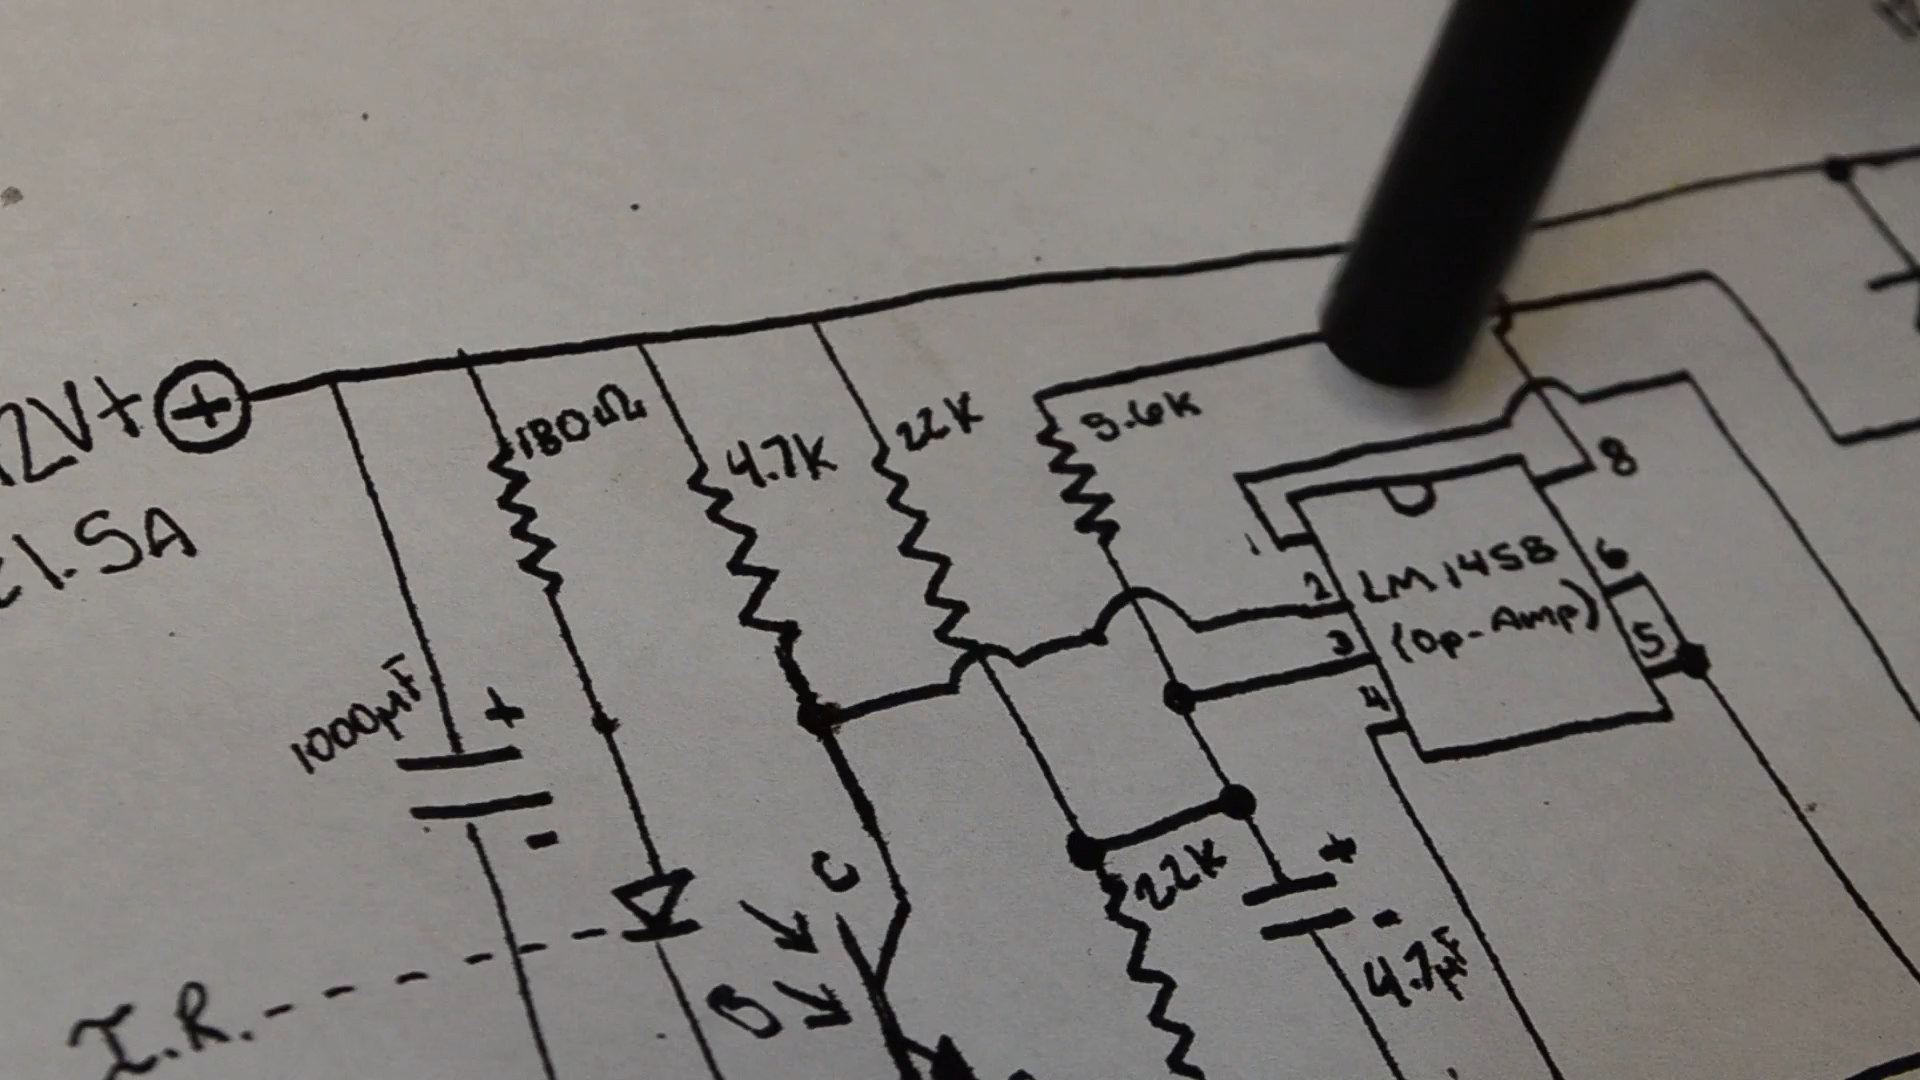 2V+
1.5A
+
180Ω
4.7K
22K
5.6K
8
1
2
LM1458
6
3
(Op-Amp)
5
4
1000µF
+
-
C
22K
+
-
4.7µF
B
I.R.